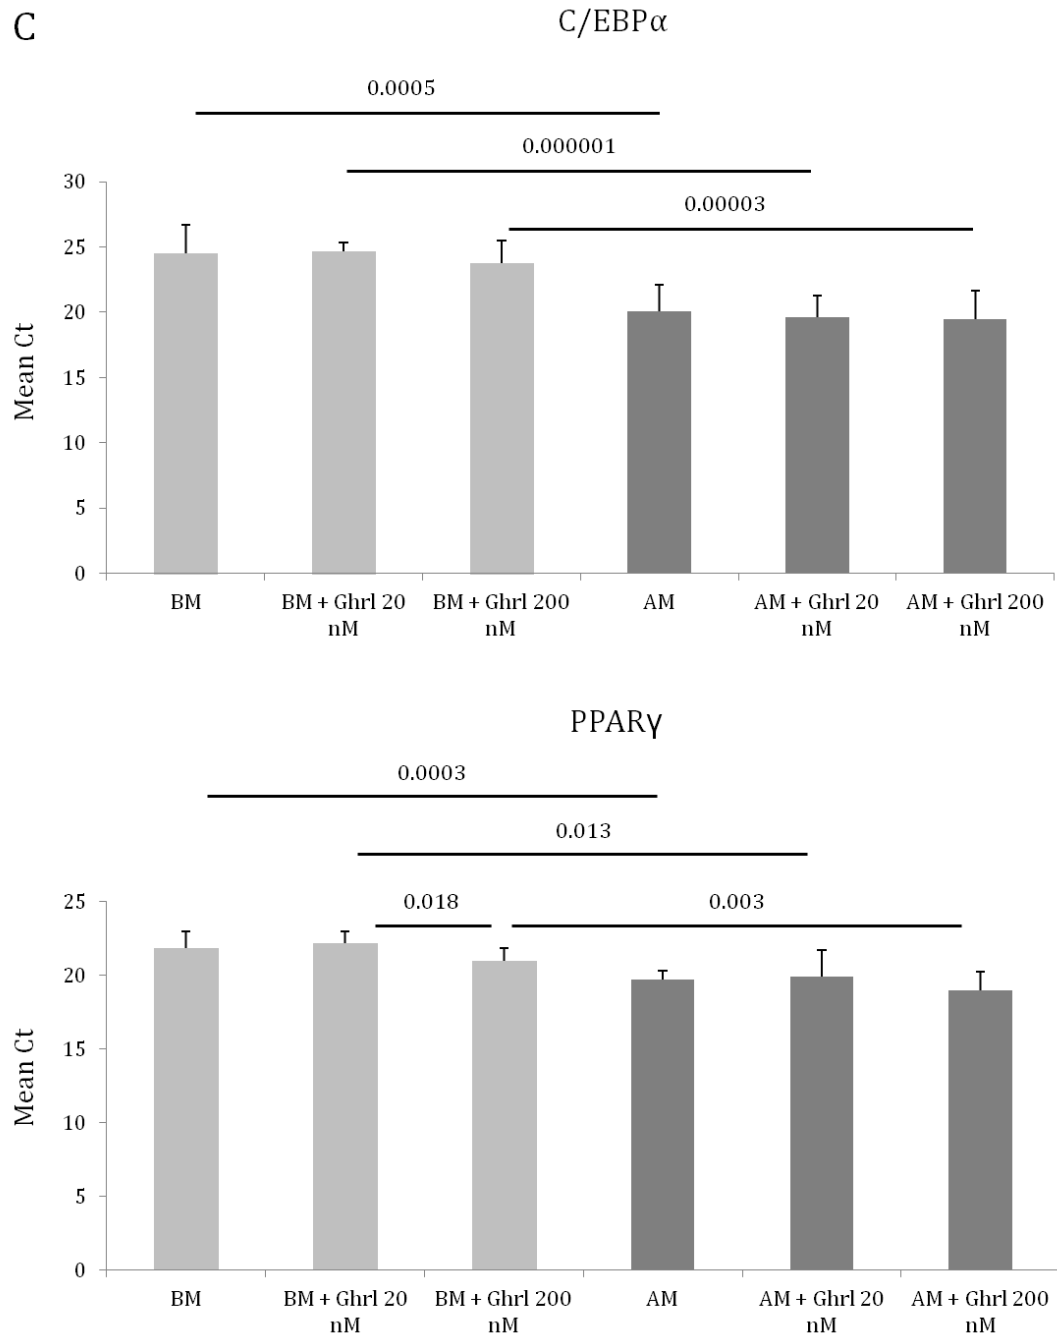 C
C/EBPα
0.0005
0.000001
0.00003
30
25
20
15
10
5
0
Mean Ct
BM
BM + Ghrl 20
nM
BM + Ghrl 200
nM
AM
AM + Ghrl 20
nM
AM + Ghrl 200
nM
PPARγ
0.0003
0.013
0.018
0.003
25
20
15
10
5
0
Mean Ct
BM
BM + Ghrl 20
nM
BM + Ghrl 200
nM
AM
AM + Ghrl 20
nM
AM + Ghrl 200
nM